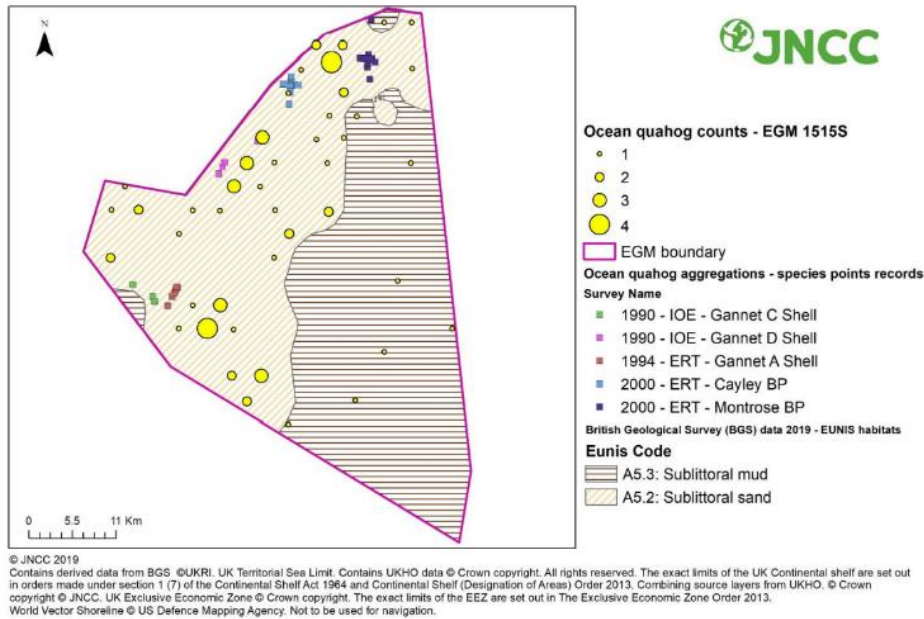 N
JNCC
Ocean quahog counts - EGM 1515S
1
2
3
4
EGM boundary
Ocean quahog aggregations - species points records
Survey Name
1990 - IOE - Gannet C Shell
1990 - IOE - Gannet D Shell
1994 - ERT - Gannet A Shell
2000 - ERT - Cayley BP
2000 - ERT - Montrose BP
British Geological Survey (BGS) data 2019 - EUNIS habitats
Eunis Code
A5.3: Sublittoral mud
A5.2: Sublittoral sand
0 5.5 11 Km
© JNCC 2019
Contains derived data from BGS ©UKRI. UK Territorial Sea Limit. Contains UKHO data © Crown copyright. All rights reserved. The exact limits of the UK Continental shelf are set out
in orders made under section 1 (7) of the Continental Shelf Act 1964 and Continental Shelf (Designation of Areas) Order 2013. Combining source layers from UKHO. © Crown
copyright © JNCC. UK Exclusive Economic Zone © Crown copyright. The exact limits of the EEZ are set out in The Exclusive Economic Zone Order 2013.
World Vector Shoreline © US Defence Mapping Agency. Not to be used for navigation.